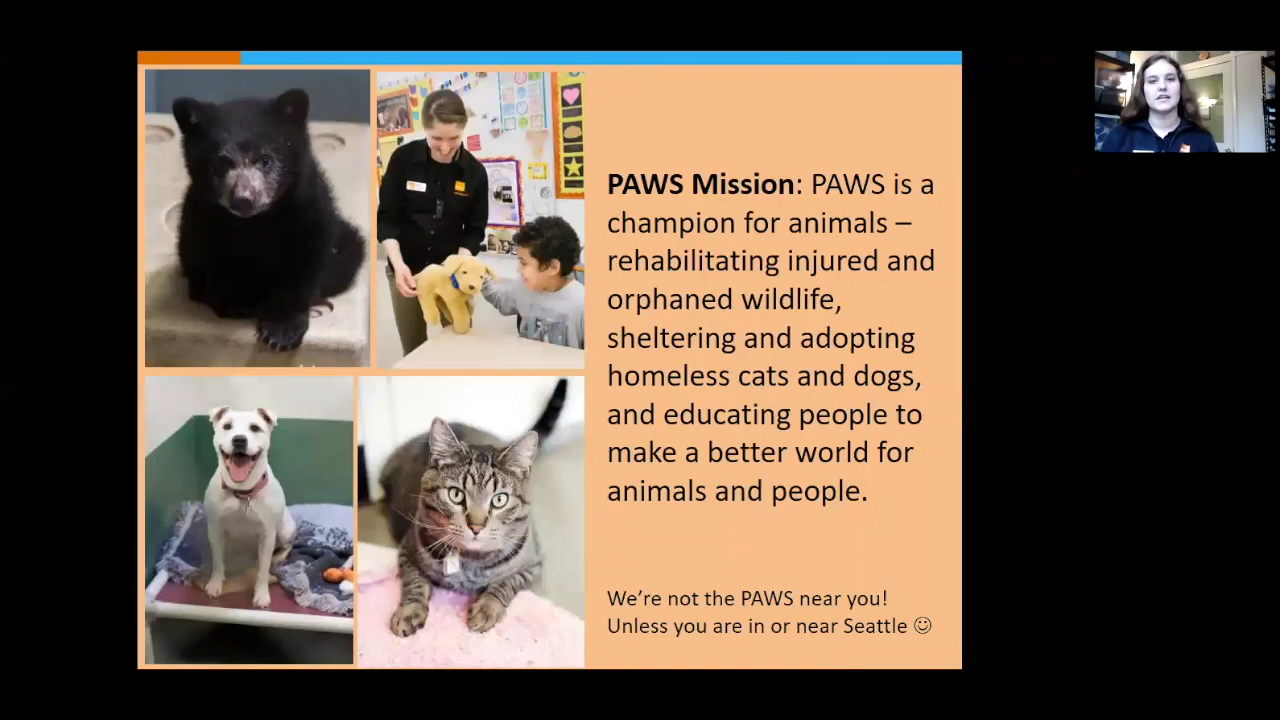 PAWS Mission: PAWS is a
champion for animals –
rehabilitating injured and
orphaned wildlife,
sheltering and adopting
homeless cats and dogs,
and educating people to
make a better world for
animals and people.
We're not the PAWS near you!
Unless you are in or near Seattle ☺